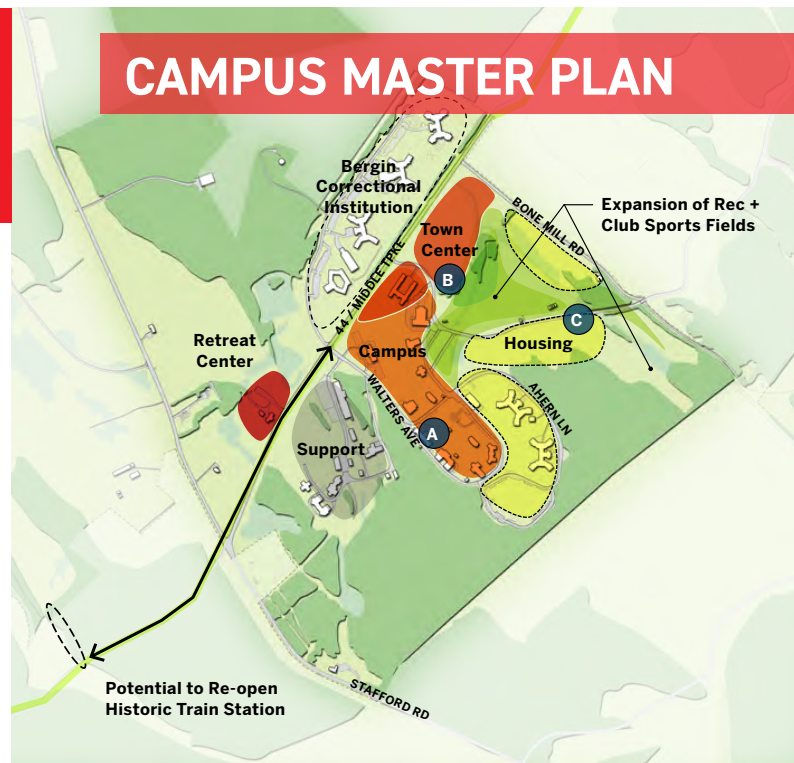 CAMPUS MASTER PLAN
Bergin
Correctional
Institution
Town
Center
BONE MILL RD
Expansion of Rec +
Club Sports Fields
B
44 / MIDDLE TPKE
C
Retreat
Center
Campus
Housing
WALTERS AVE
AHERN LN
A
Support
Potential to Re-open
Historic Train Station
STAFFORD RD